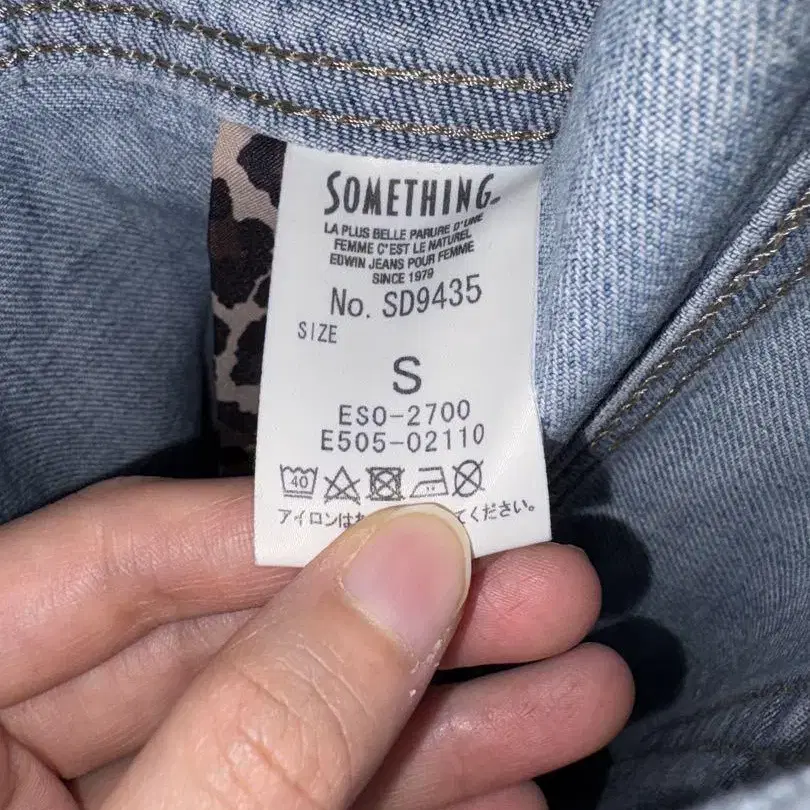 SOMETHING®
LA PLUS BELLE PARURE D'UNE
FEMME C'EST LE NATUREL
EDWIN JEANS POUR FEMME
SINCE 1979
No. SD9435
SIZE
S
ES0-2700
E505-02110
40
アイロンは てください。